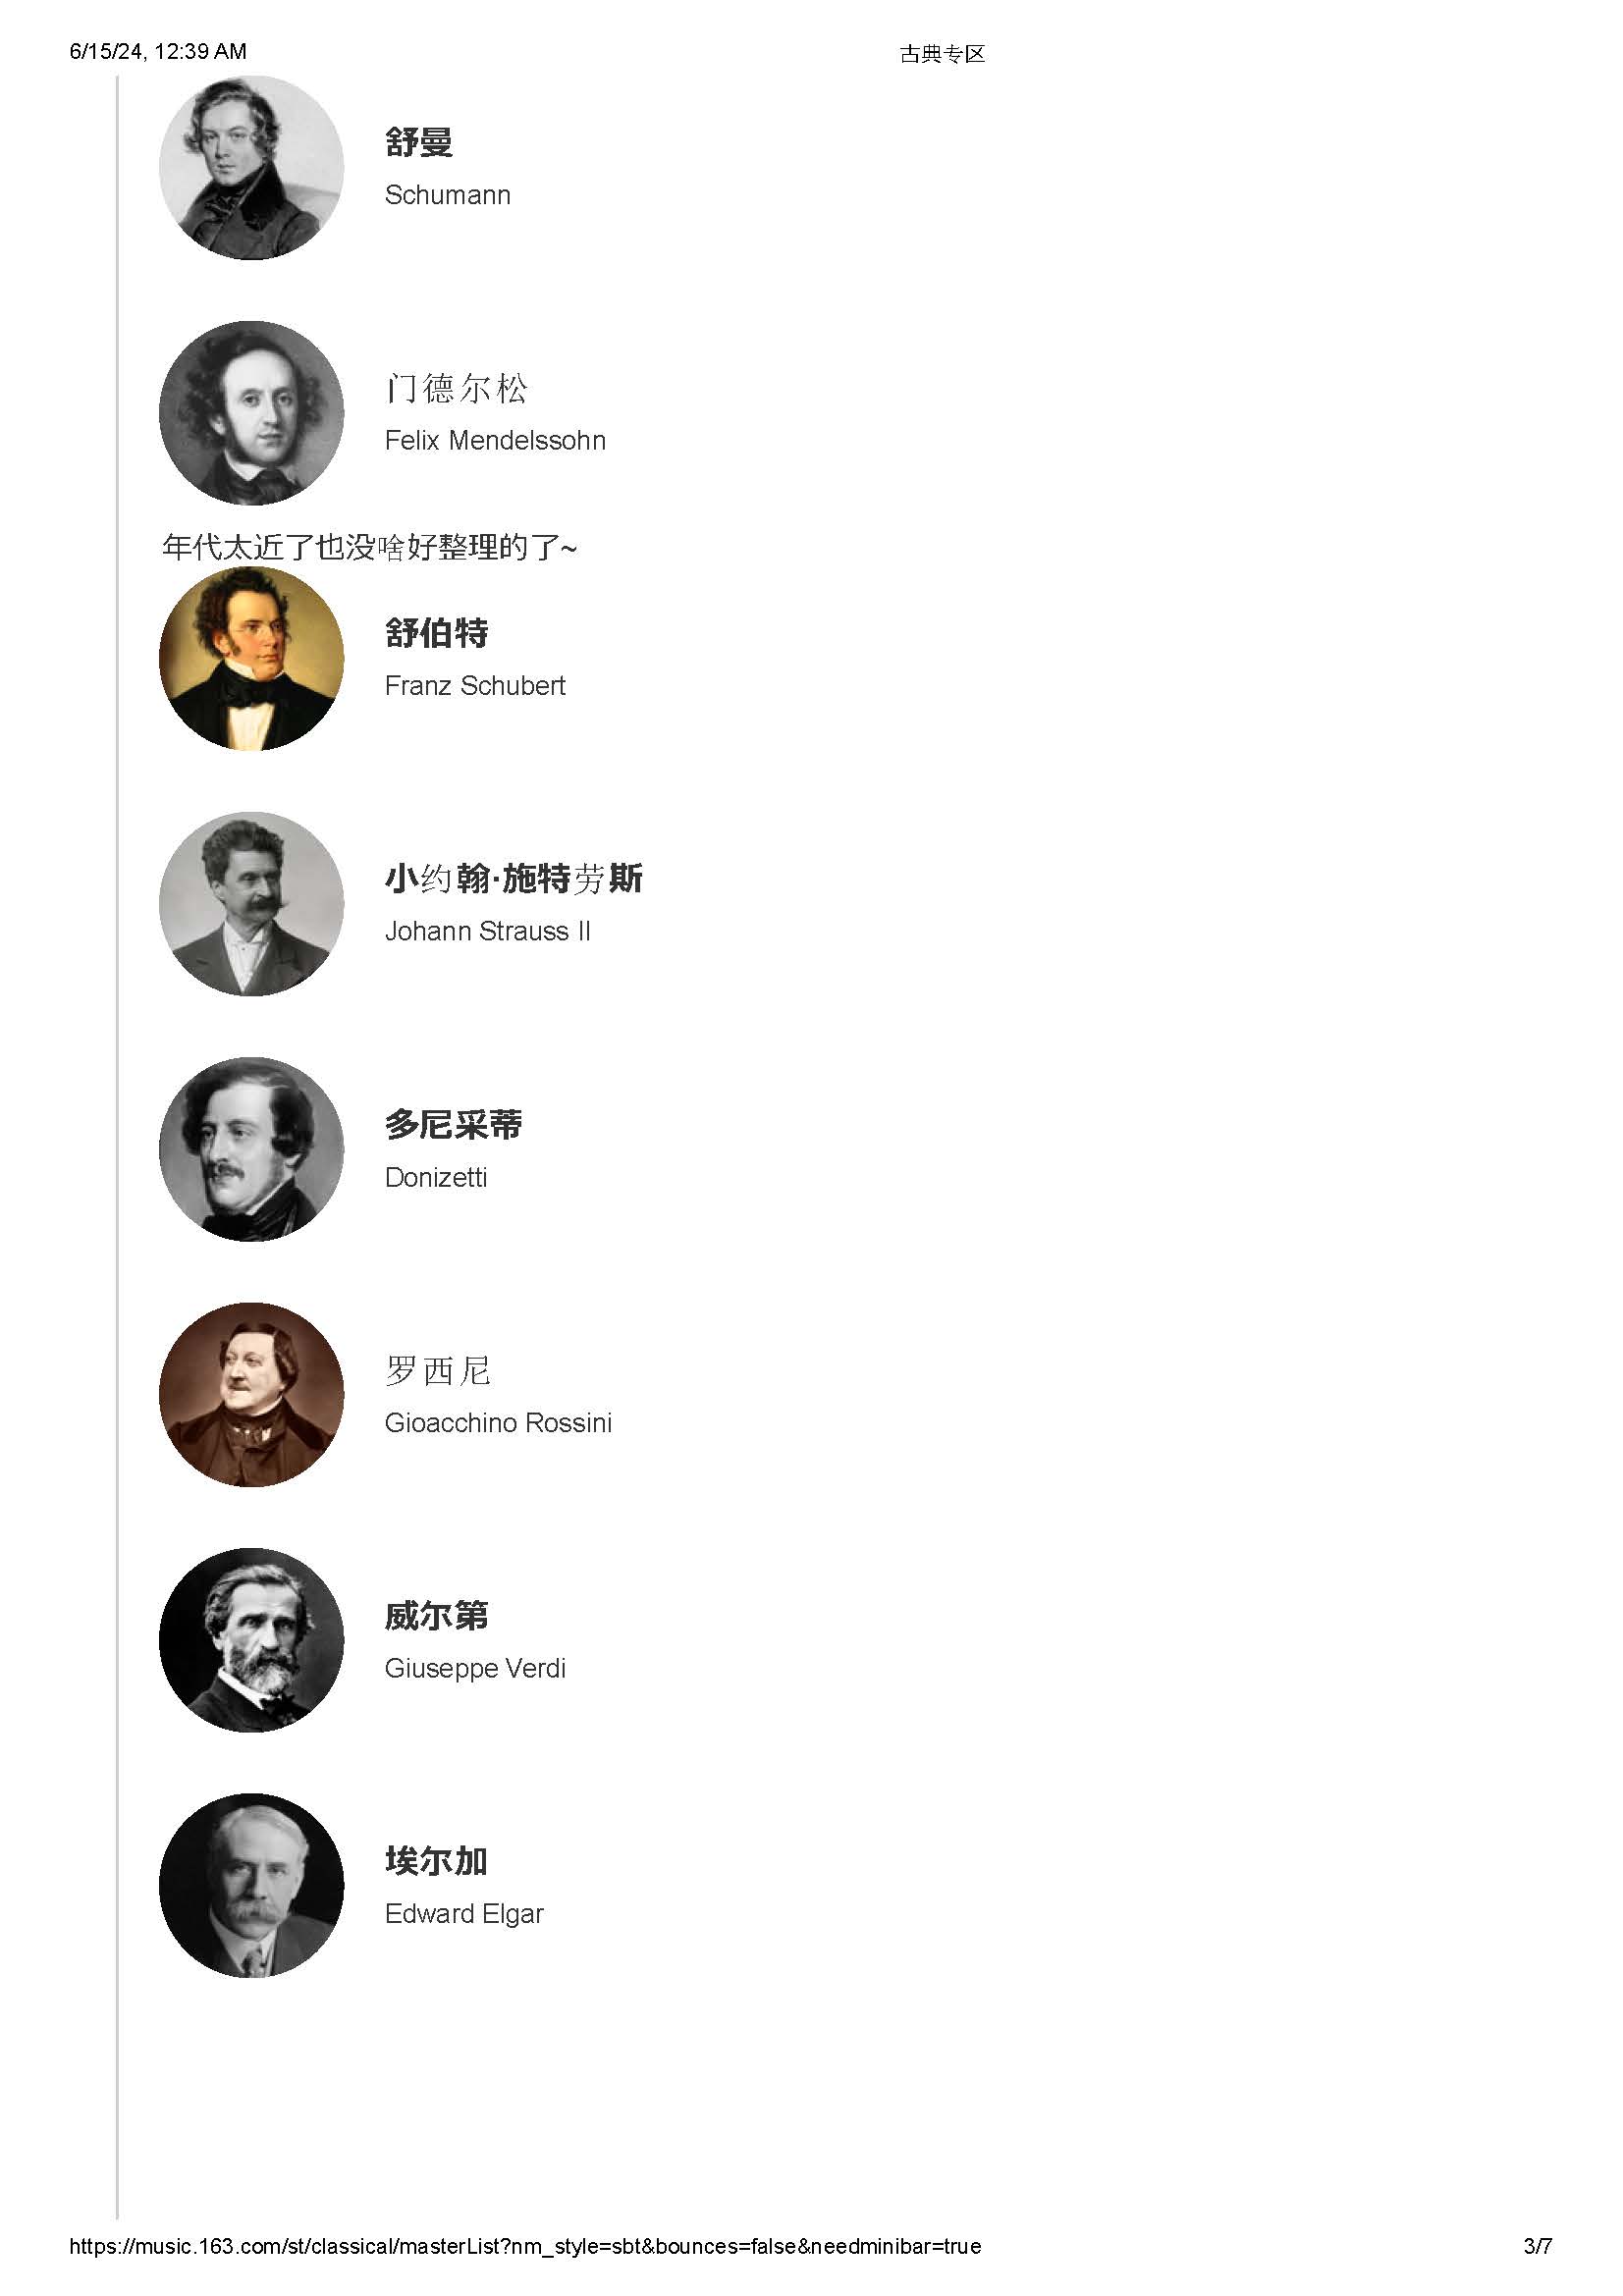 6/15/24, 12:39 AM
古典专区
舒曼
Schumann
门德尔松
Felix Mendelssohn
年代太近了也没啥好整理的了~
舒伯特
Franz Schubert
小约翰·施特劳斯
Johann Strauss II
多尼采蒂
Donizetti
罗西尼
Gioacchino Rossini
威尔第
Giuseppe Verdi
埃尔加
Edward Elgar
https://music.163.com/st/classical/masterList?nm_style=sbt&bounces=false&needminibar=true
3/7